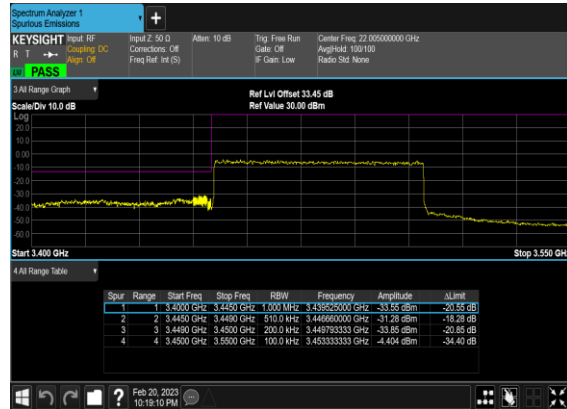 Spectrum Analyzer 1
Spurious Emissions
KEYSIGHT Input: RF Input Z: 50 Ω Atten: 10 dB Trig: Free Run Center Freq: 22.005000000 GHz
R T Coupling: DC Corrections: Off Gate: Off Avg|Hold: 100/100
Align: Off Freq Ref: Int (S) IF Gain: Low Radio Std: None
PASS
3 All Range Graph
Ref Lvl Offset 33.45 dB
Scale/Div 10.0 dB Ref Value 30.00 dBm
Log
20.0
10.0
0.00
-10.0
-20.0
-30.0
-40.0
-50.0
-60.0
Start 3.400 GHz Stop 3.550 GH
4 All Range Table
Spur Range Start Freq Stop Freq RBW Frequency Amplitude ΔLimit
1 1 3.4000 GHz 3.4450 GHz 1.000 MHz 3.439525000 GHz -33.55 dBm -20.55 dB
2 2 3.4450 GHz 3.4490 GHz 510.0 kHz 3.446660000 GHz -31.28 dBm -18.28 dB
3 3 3.4490 GHz 3.4500 GHz 200.0 kHz 3.449793333 GHz -33.85 dBm -20.85 dB
4 4 3.4500 GHz 3.5500 GHz 100.0 kHz 3.453333333 GHz -4.404 dBm -34.40 dB
? Feb 20, 2023
10:19:10 PM